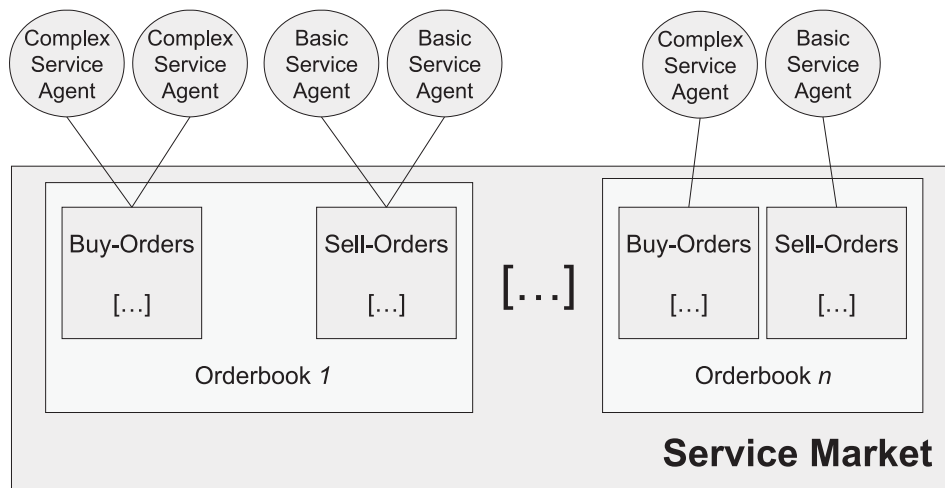 Complex
Service
Agent
Complex
Service
Agent
Basic
Service
Agent
Basic
Service
Agent
Complex
Service
Agent
Basic
Service
Agent
Buy-Orders
[...]
Sell-Orders
[...]
Orderbook 1
[...]
Buy-Orders
[...]
Sell-Orders
[...]
Orderbook n
Service Market